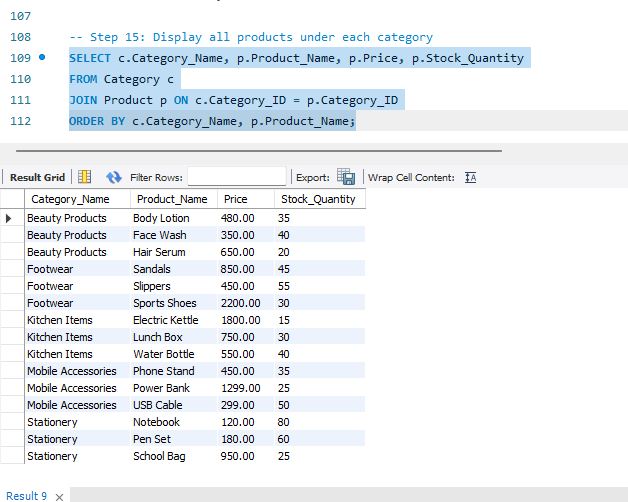 107
108 -- Step 15: Display all products under each category
109 SELECT c.Category_Name, p.Product_Name, p.Price, p.Stock_Quantity
110 FROM Category c
111 JOIN Product p ON c.Category_ID = p.Category_ID
112 ORDER BY c.Category_Name, p.Product_Name;
Result Grid Filter Rows: Export: Wrap Cell Content: IA
Category_Name Product_Name Price Stock_Quantity
Beauty Products Body Lotion 480.00 35
Beauty Products Face Wash 350.00 40
Beauty Products Hair Serum 650.00 20
Footwear Sandals 850.00 45
Footwear Slippers 450.00 55
Footwear Sports Shoes 2200.00 30
Kitchen Items Electric Kettle 1800.00 15
Kitchen Items Lunch Box 750.00 30
Kitchen Items Water Bottle 550.00 40
Mobile Accessories Phone Stand 450.00 35
Mobile Accessories Power Bank 1299.00 25
Mobile Accessories USB Cable 299.00 50
Stationery Notebook 120.00 80
Stationery Pen Set 180.00 60
Stationery School Bag 950.00 25
Result 9 ×